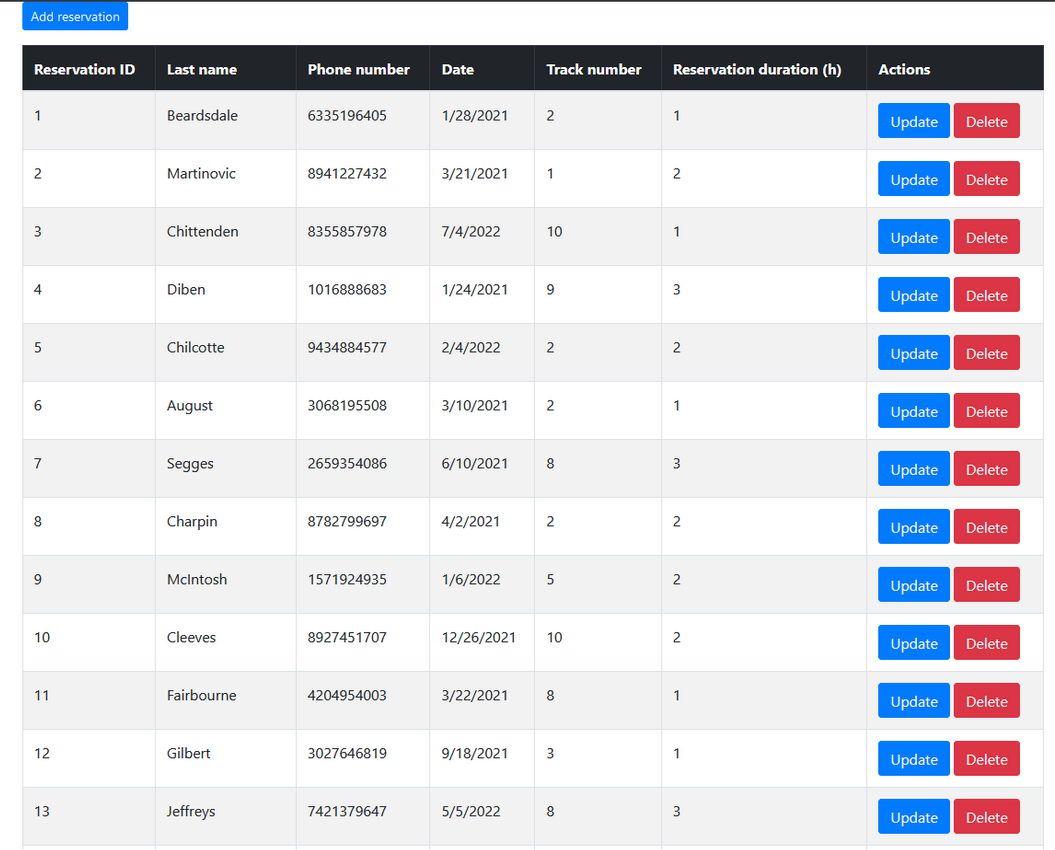 Add reservation
Reservation ID Last name Phone number Date Track number Reservation duration (h) Actions
1 Beardsdale 6335196405 1/28/2021 2 1 Update Delete
2 Martinovic 8941227432 3/21/2021 1 2 Update Delete
3 Chittenden 8355857978 7/4/2022 10 1 Update Delete
4 Diben 1016888683 1/24/2021 9 3 Update Delete
5 Chilcotte 9434884577 2/4/2022 2 2 Update Delete
6 August 3068195508 3/10/2021 2 1 Update Delete
7 Segges 2659354086 6/10/2021 8 3 Update Delete
8 Charpin 8782799697 4/2/2021 2 2 Update Delete
9 McIntosh 1571924935 1/6/2022 5 2 Update Delete
10 Cleeves 8927451707 12/26/2021 10 2 Update Delete
11 Fairbourne 4204954003 3/22/2021 8 1 Update Delete
12 Gilbert 3027646819 9/18/2021 3 1 Update Delete
13 Jeffreys 7421379647 5/5/2022 8 3 Update Delete